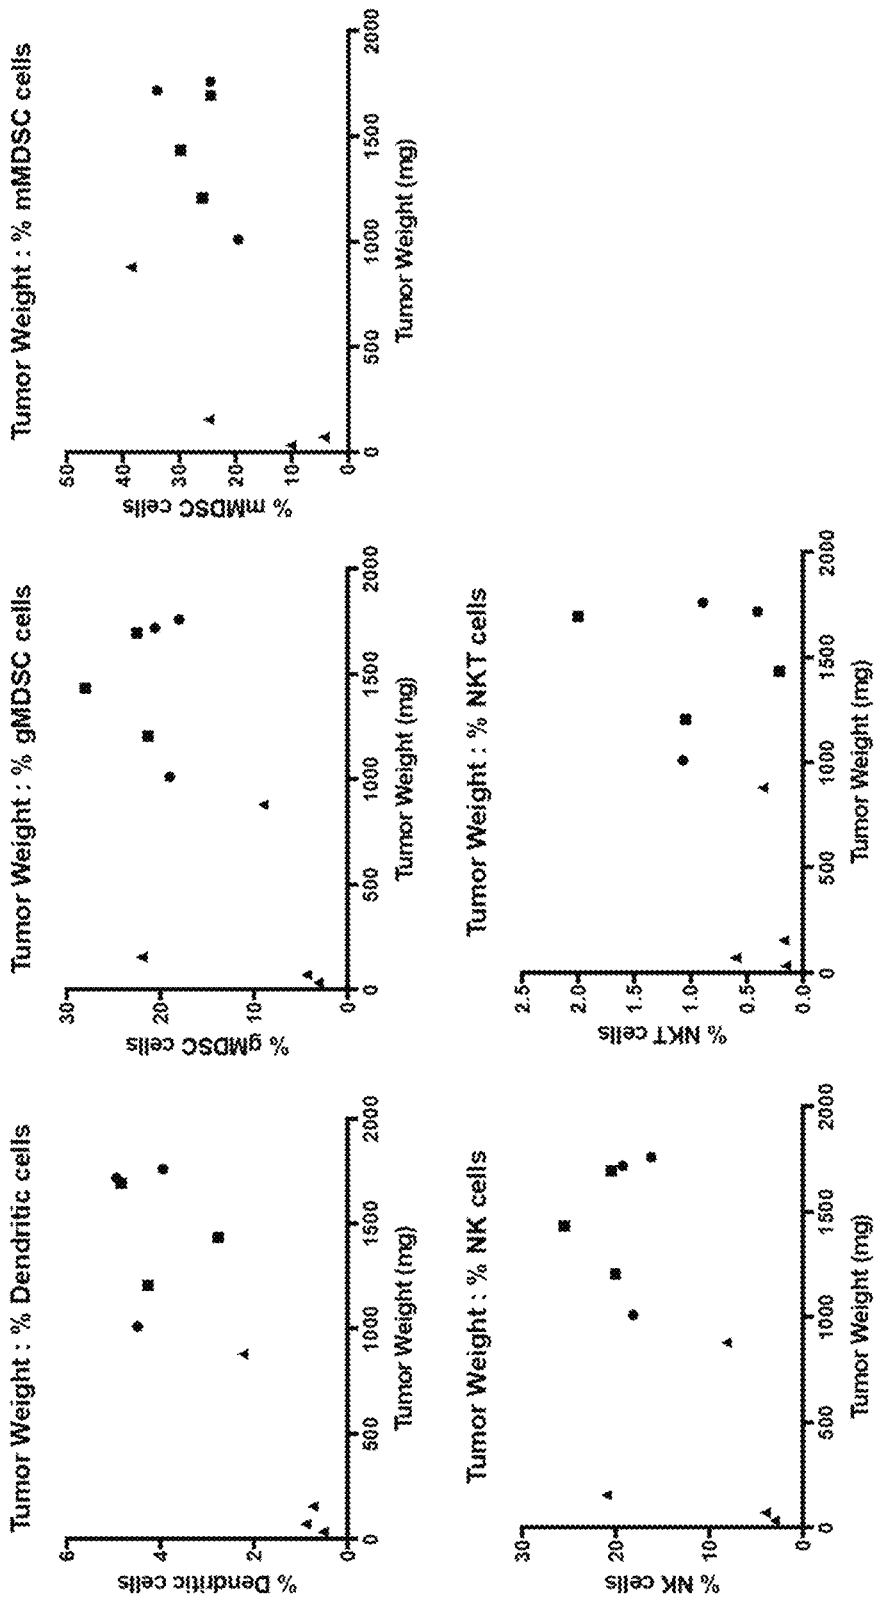 Tumor Weight : % Dendritic cells
% Dendritic cells
6
4
2
0
0 500 1000 1500 2000
Tumor Weight (mg)
Tumor Weight : % gMDSC cells
% gMDSC cells
30
20
10
0
0 500 1000 1500 2000
Tumor Weight (mg)
Tumor Weight : % mMDSC cells
% mMDSC cells
50
40
30
20
10
0
0 500 1000 1500 2000
Tumor Weight (mg)
Tumor Weight : % NK cells
% NK cells
30
20
10
0
0 500 1000 1500 2000
Tumor Weight (mg)
Tumor Weight : % NKT cells
% NKT cells
2.5
2.0
1.5
1.0
0.5
0.0
0 500 1000 1500 2000
Tumor Weight (mg)